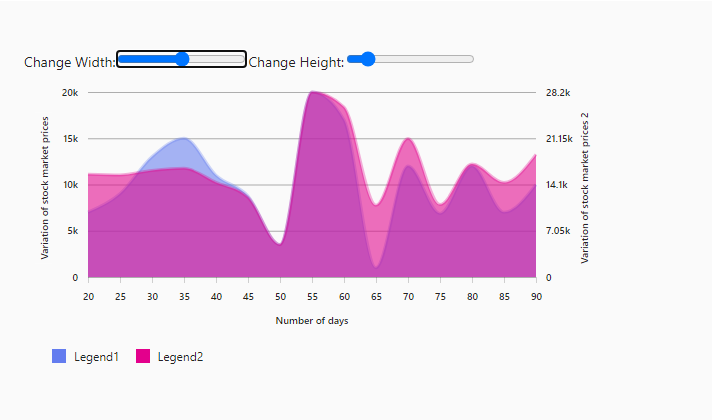 Change Width: Change Height:
20k 28.2k
15k 21.15k
10k 14.1k
5k 7.05k
0 0
Variation of stock market prices
Variation of stock market prices 2
20 25 30 35 40 45 50 55 60 65 70 75 80 85 90
Number of days
Legend1 Legend2